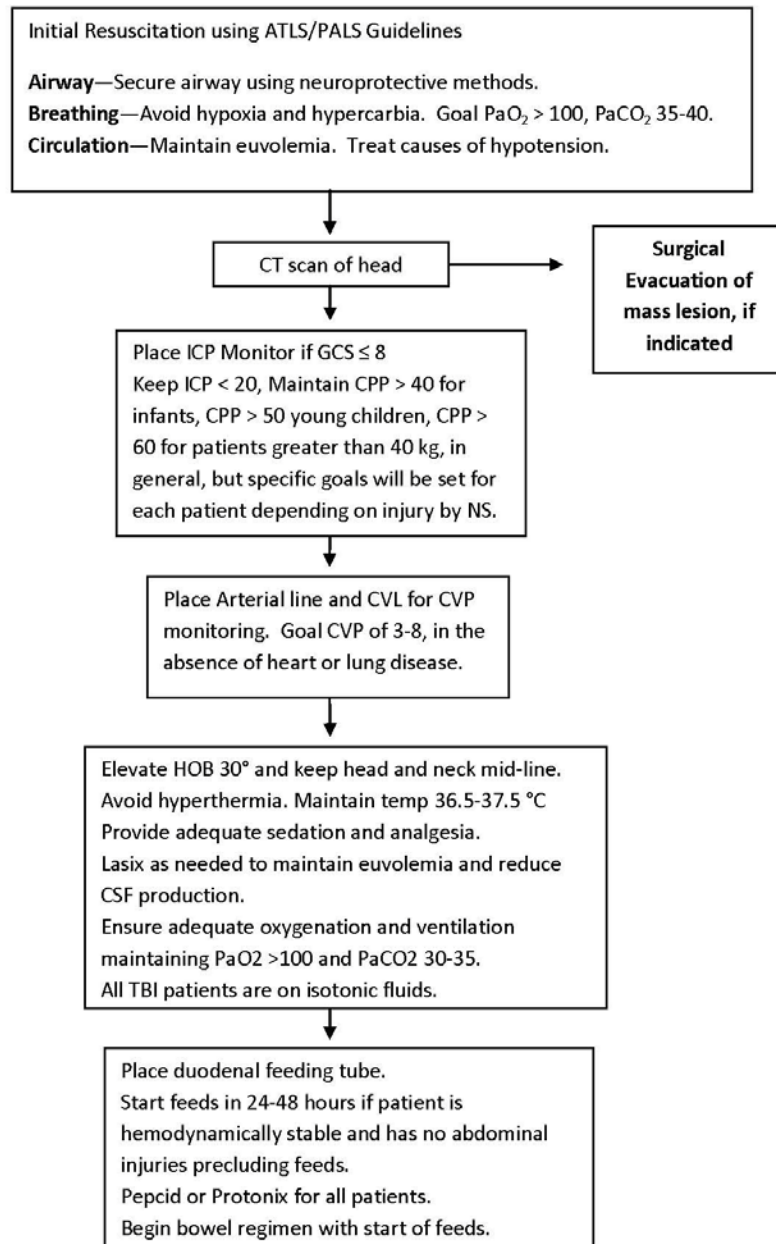 Initial Resuscitation using ATLS/PALS Guidelines
Airway—Secure airway using neuroprotective methods.
Breathing—Avoid hypoxia and hypercarbia. Goal PaO₂ > 100, PaCO₂ 35-40.
Circulation—Maintain euvolemia. Treat causes of hypotension.
CT scan of head
Surgical
Evacuation of
mass lesion, if
indicated
Place ICP Monitor if GCS ≤ 8
Keep ICP < 20, Maintain CPP > 40 for
infants, CPP > 50 young children, CPP >
60 for patients greater than 40 kg, in
general, but specific goals will be set for
each patient depending on injury by NS.
Place Arterial line and CVL for CVP
monitoring. Goal CVP of 3-8, in the
absence of heart or lung disease.
Elevate HOB 30° and keep head and neck mid-line.
Avoid hyperthermia. Maintain temp 36.5-37.5 °C
Provide adequate sedation and analgesia.
Lasix as needed to maintain euvolemia and reduce
CSF production.
Ensure adequate oxygenation and ventilation
maintaining PaO2 >100 and PaCO2 30-35.
All TBI patients are on isotonic fluids.
Place duodenal feeding tube.
Start feeds in 24-48 hours if patient is
hemodynamically stable and has no abdominal
injuries precluding feeds.
Pepcid or Protonix for all patients.
Begin bowel regimen with start of feeds.